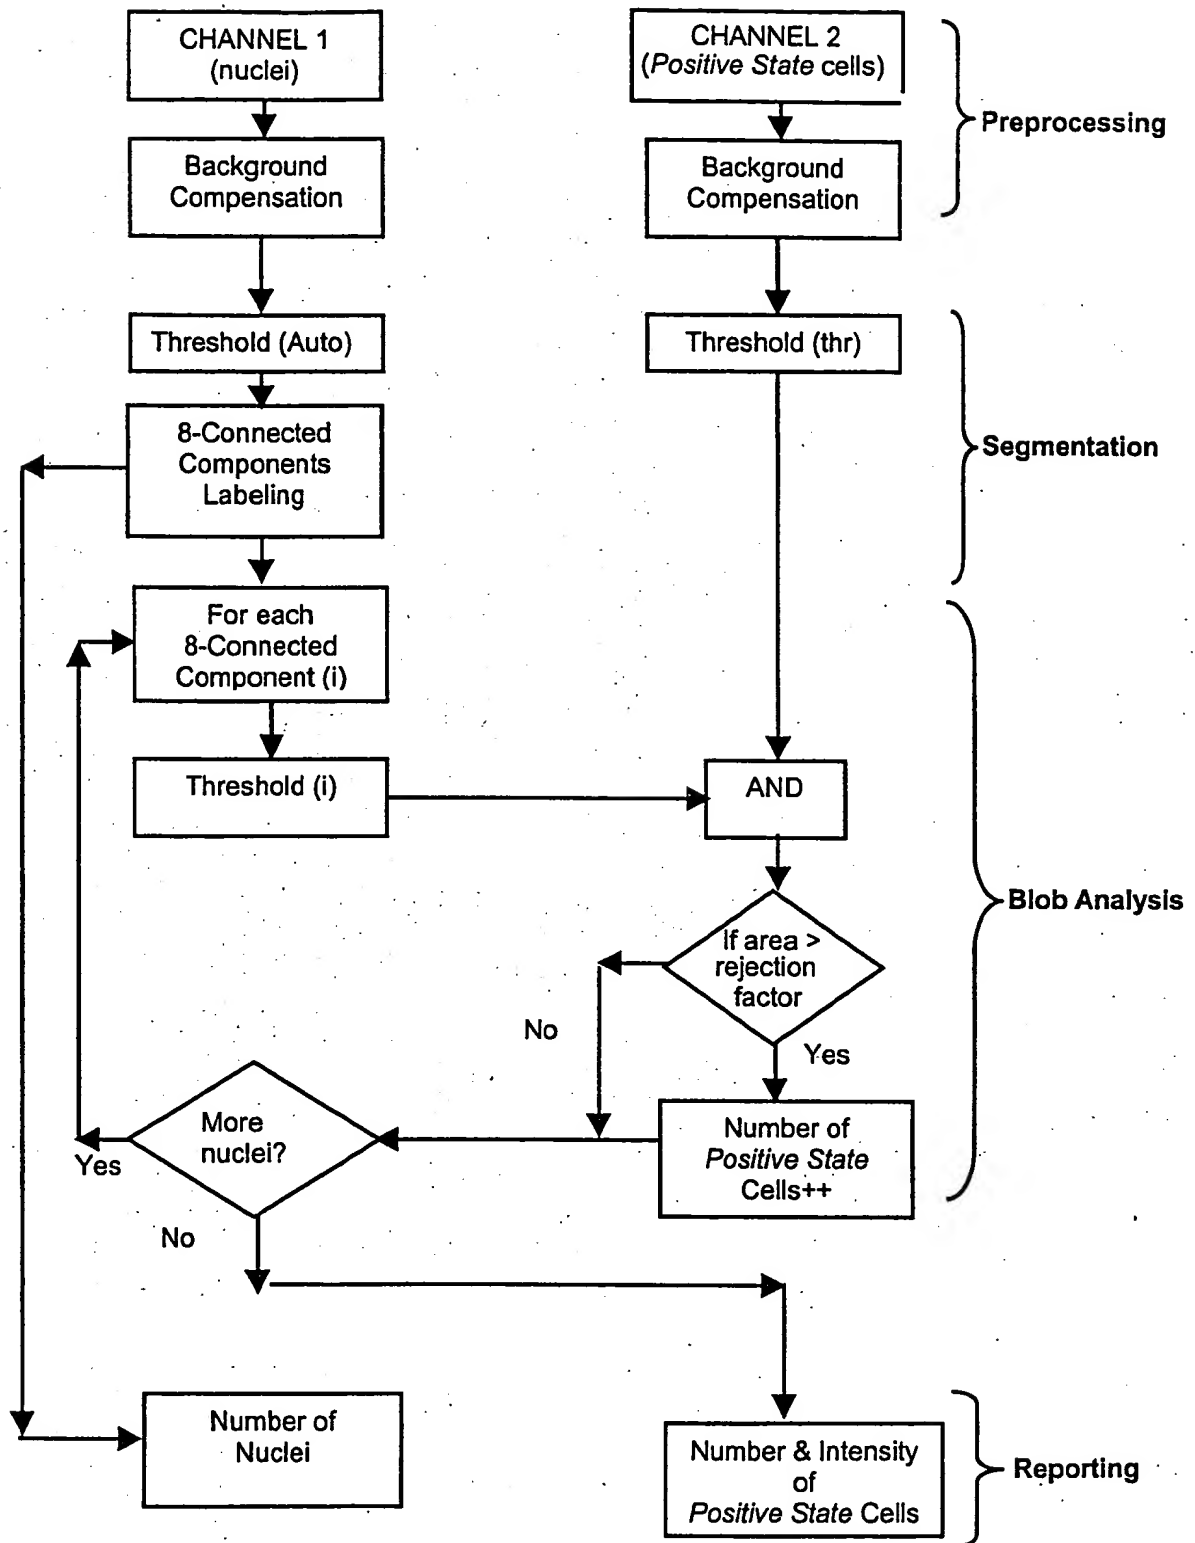 CHANNEL 1
(nuclei)
CHANNEL 2
(Positive State cells)
Preprocessing
Background
Compensation
Background
Compensation
Threshold (Auto)
Threshold (thr)
8-Connected
Components
Labeling
Segmentation
For each
8-Connected
Component (i)
Threshold (i)
AND
Blob Analysis
If area >
rejection
factor
No
Yes
More
nuclei?
Yes
Number of
Positive State
Cells++
No
Number of
Nuclei
Number & Intensity
of
Positive State Cells
Reporting